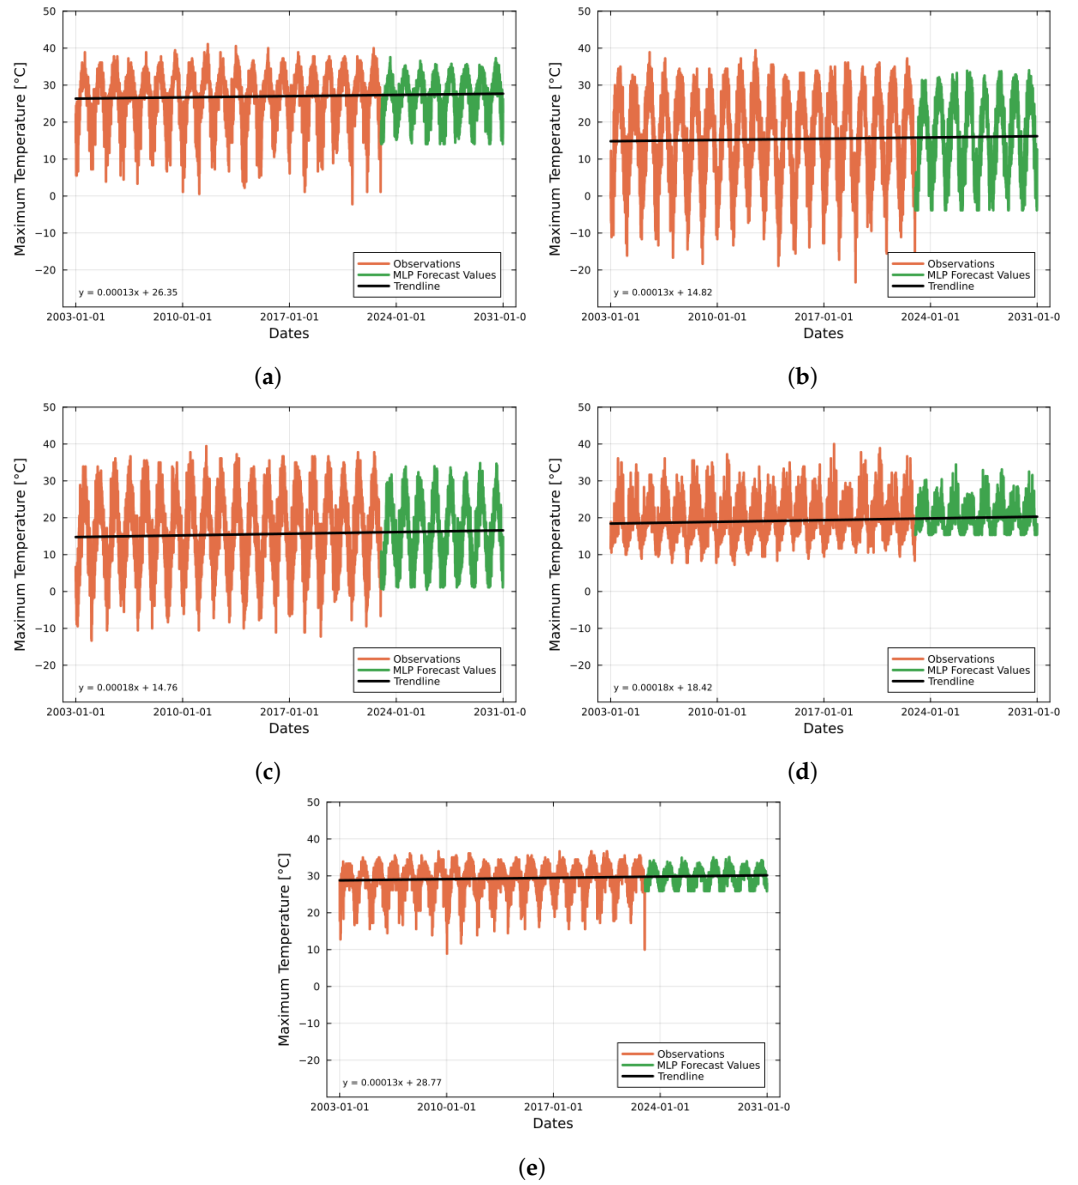 50
40
30
20
10
0
−10
−20
Maximum Temperature [°C]
Observations
MLP Forecast Values
Trendline
y = 0.00013x + 26.35
2003-01-01 2010-01-01 2017-01-01 2024-01-01 2031-01-0
Dates
(a)
50
40
30
20
10
0
−10
−20
Maximum Temperature [°C]
Observations
MLP Forecast Values
Trendline
y = 0.00013x + 14.82
2003-01-01 2010-01-01 2017-01-01 2024-01-01 2031-01-0
Dates
(b)
50
40
30
20
10
0
−10
−20
Maximum Temperature [°C]
Observations
MLP Forecast Values
Trendline
y = 0.00018x + 14.76
2003-01-01 2010-01-01 2017-01-01 2024-01-01 2031-01-0
Dates
(c)
50
40
30
20
10
0
−10
−20
Maximum Temperature [°C]
Observations
MLP Forecast Values
Trendline
y = 0.00018x + 18.42
2003-01-01 2010-01-01 2017-01-01 2024-01-01 2031-01-0
Dates
(d)
50
40
30
20
10
0
−10
−20
Maximum Temperature [°C]
Observations
MLP Forecast Values
Trendline
y = 0.00013x + 28.77
2003-01-01 2010-01-01 2017-01-01 2024-01-01 2031-01-0
Dates
(e)